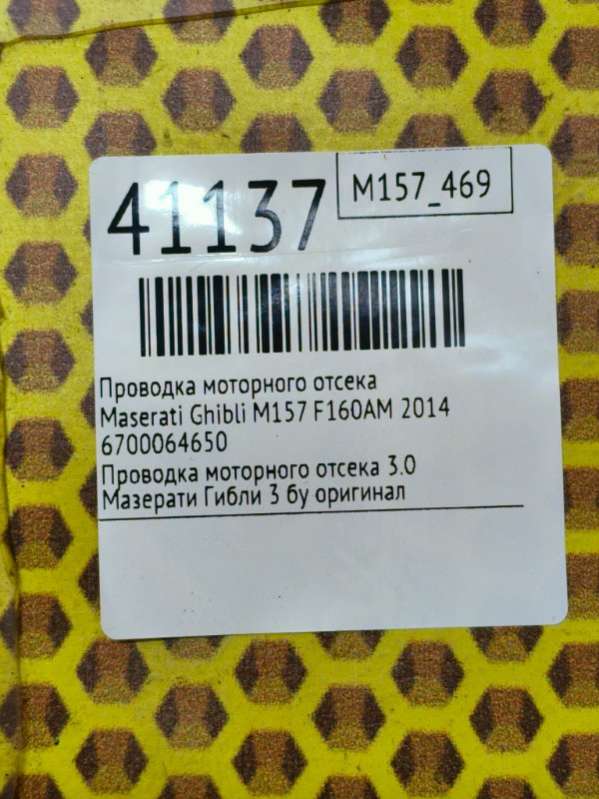 41137
M157_469
Проводка моторного отсека
Maserati Ghibli M157 F160AM 2014
6700064650
Проводка моторного отсека 3.0
Мазерати Гибли 3 бу оригинал